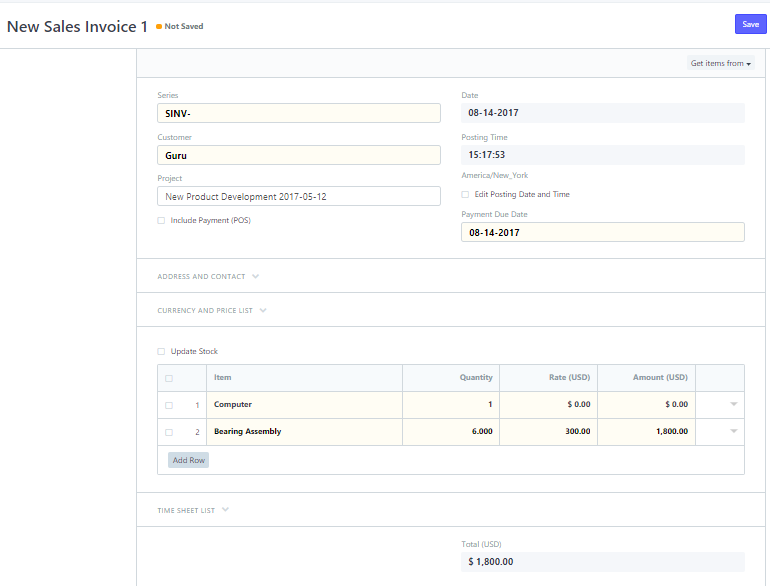 New Sales Invoice 1 Not Saved Save
Get items from
Series
SINV-
Customer
Guru
Project
New Product Development 2017-05-12
Include Payment (POS)
Date
08-14-2017
Posting Time
15:17:53
America/New_York
Edit Posting Date and Time
Payment Due Date
08-14-2017
ADDRESS AND CONTACT
CURRENCY AND PRICE LIST
Update Stock
Item Quantity Rate (USD) Amount (USD)
1 Computer 1 $ 0.00 $ 0.00
2 Bearing Assembly 6.000 300.00 1,800.00
Add Row
TIME SHEET LIST
Total (USD)
$ 1,800.00